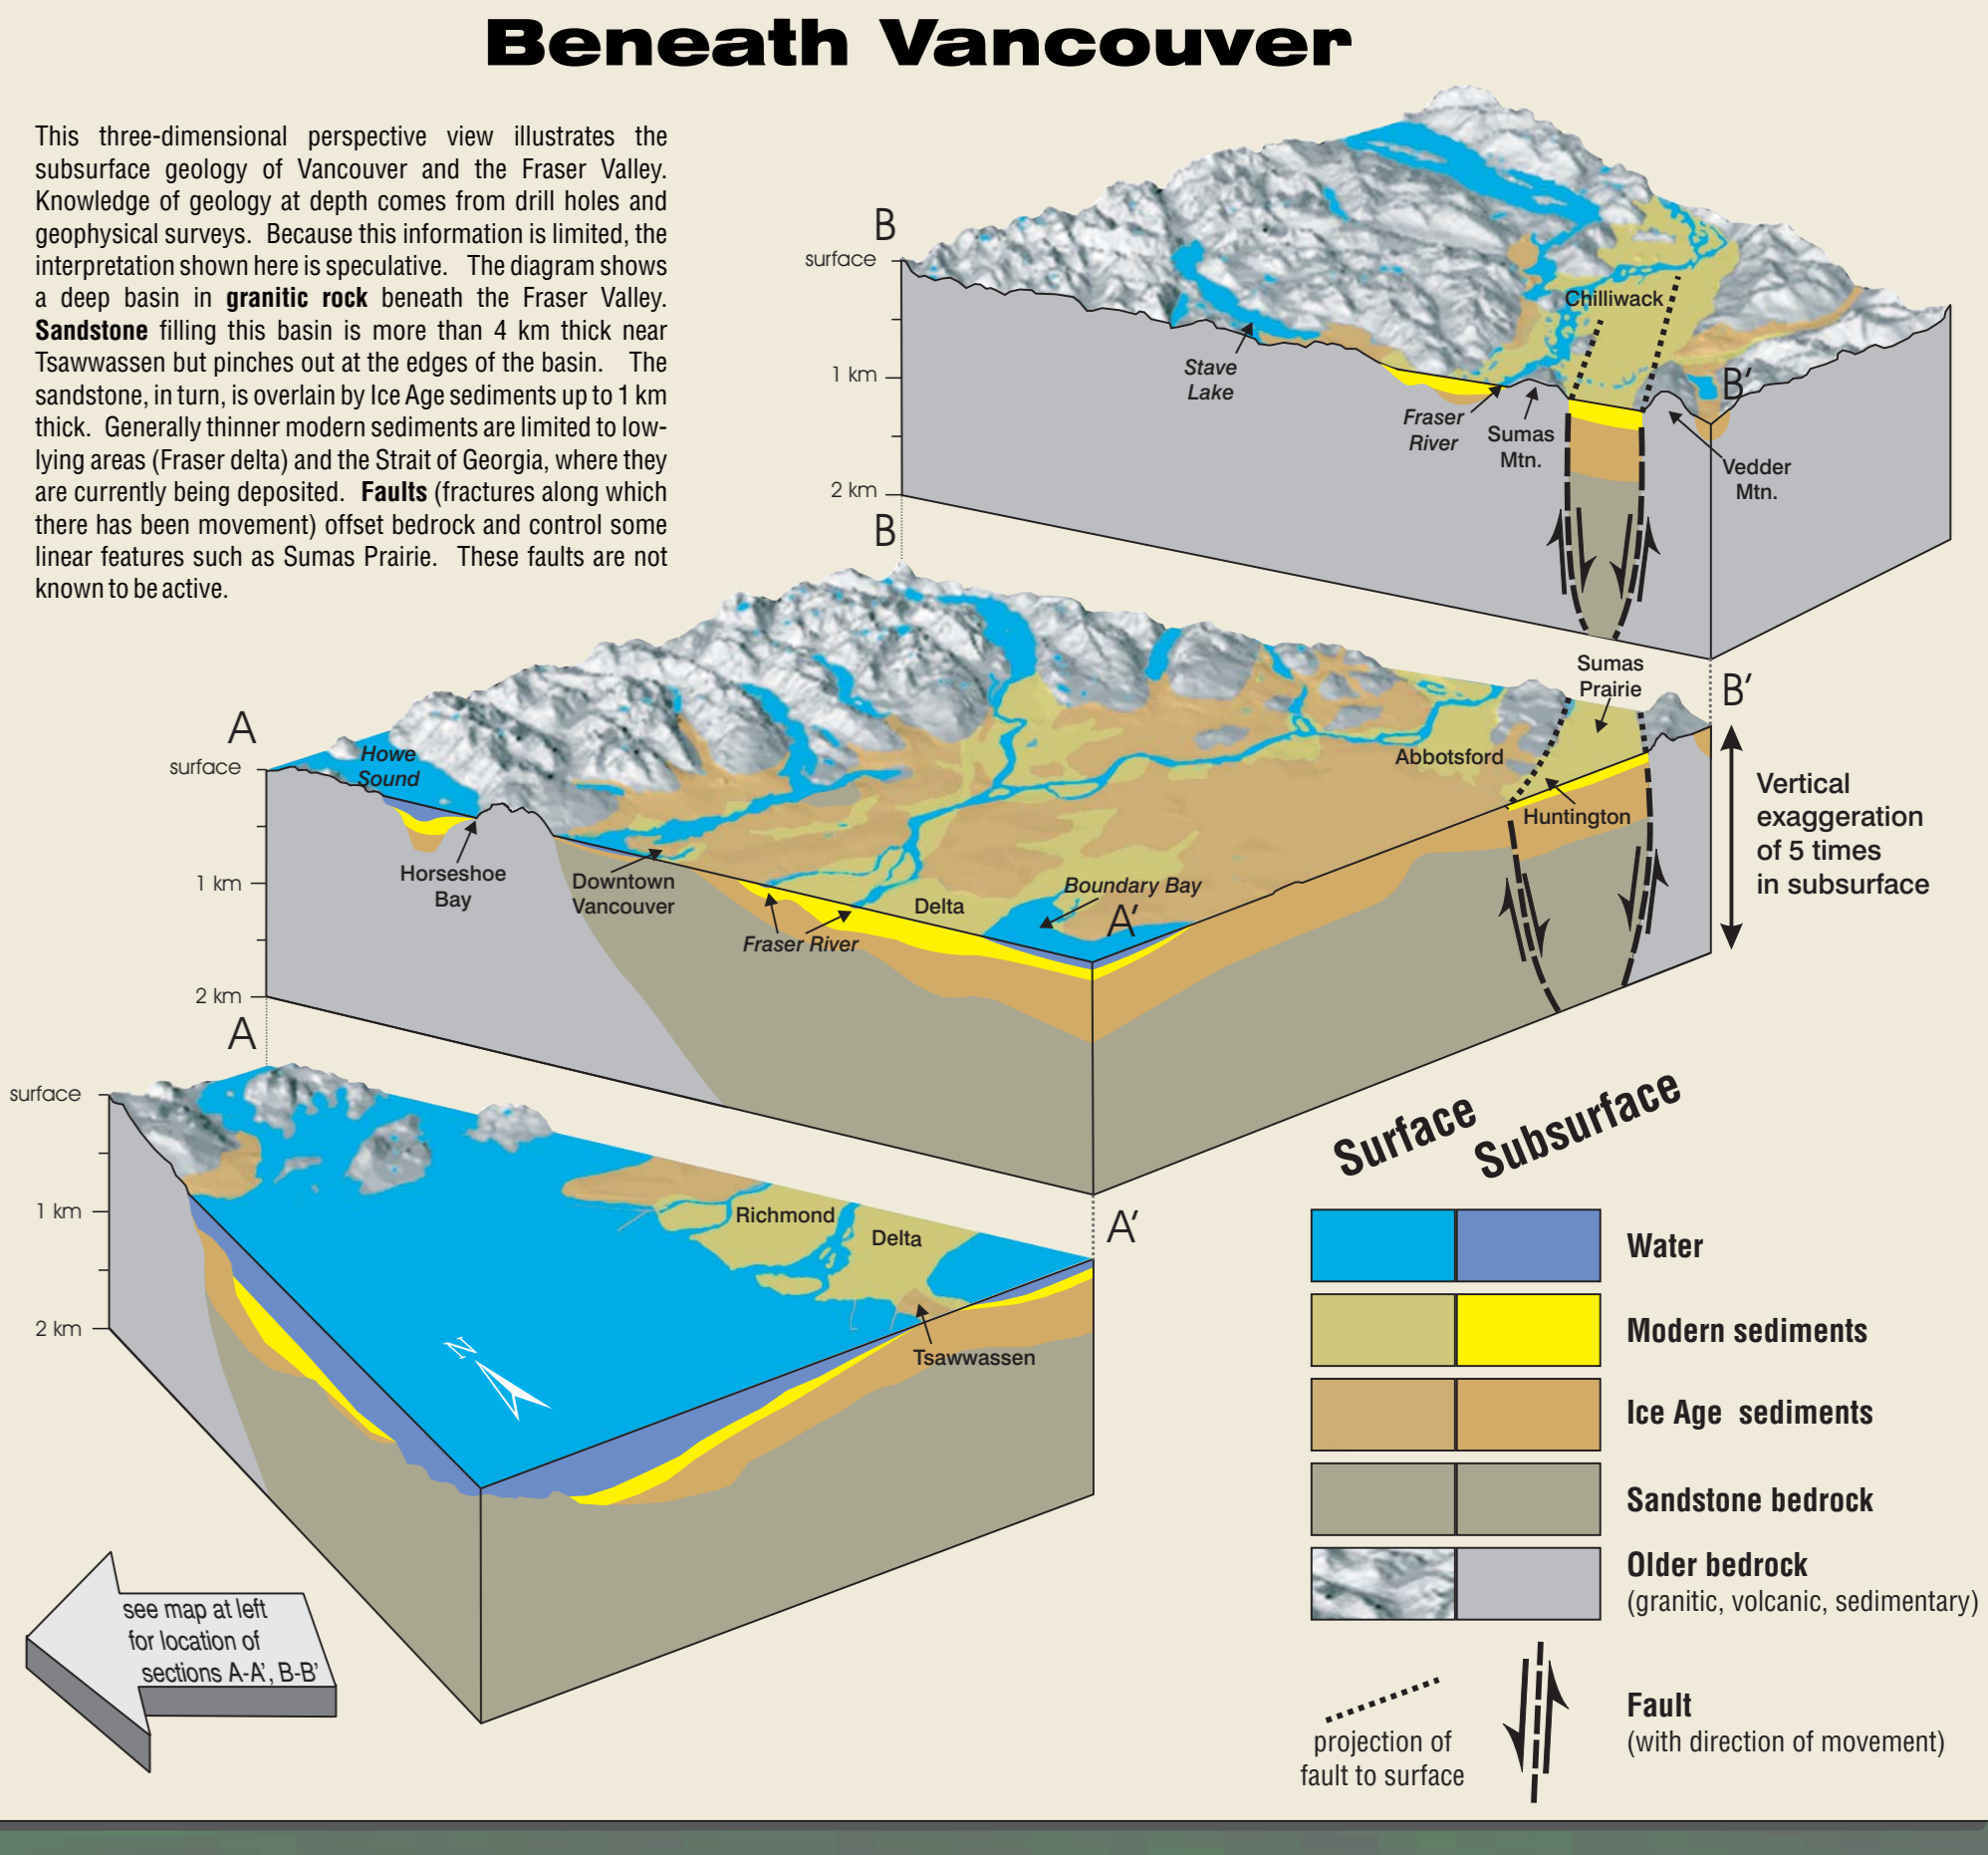 Beneath Vancouver
This three-dimensional perspective view illustrates the
subsurface geology of Vancouver and the Fraser Valley.
Knowledge of geology at depth comes from drill holes and
geophysical surveys. Because this information is limited, the
interpretation shown here is speculative. The diagram shows
a deep basin in granitic rock beneath the Fraser Valley.
Sandstone filling this basin is more than 4 km thick near
Tsawwassen but pinches out at the edges of the basin. The
sandstone, in turn, is overlain by Ice Age sediments up to 1 km
thick. Generally thinner modern sediments are limited to low-
lying areas (Fraser delta) and the Strait of Georgia, where they
are currently being deposited. Faults (fractures along which
there has been movement) offset bedrock and control some
linear features such as Sumas Prairie. These faults are not
known to be active.
B
surface
1 km
2 km
B
Stave
Lake
Fraser
River
Sumas
Mtn.
Chilliwack
B′
Vedder
Mtn.
A
surface
1 km
2 km
A
Howe
Sound
Horseshoe
Bay
Downtown
Vancouver
Fraser River
Delta
Boundary Bay
A′
Abbotsford
Huntington
Sumas
Prairie
B′
Vertical
exaggeration
of 5 times
in subsurface
surface
1 km
2 km
Richmond
Delta
Tsawwassen
A′
N
see map at left
for location of
sections A-A′, B-B′
Surface
Subsurface
Water
Modern sediments
Ice Age sediments
Sandstone bedrock
Older bedrock
(granitic, volcanic, sedimentary)
projection of
fault to surface
Fault
(with direction of movement)